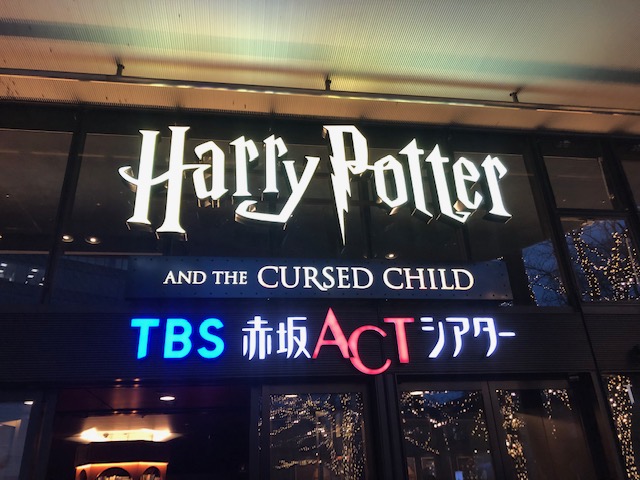 Harry Potter
AND THE CURSED CHILD
TBS 赤坂ACTシアター